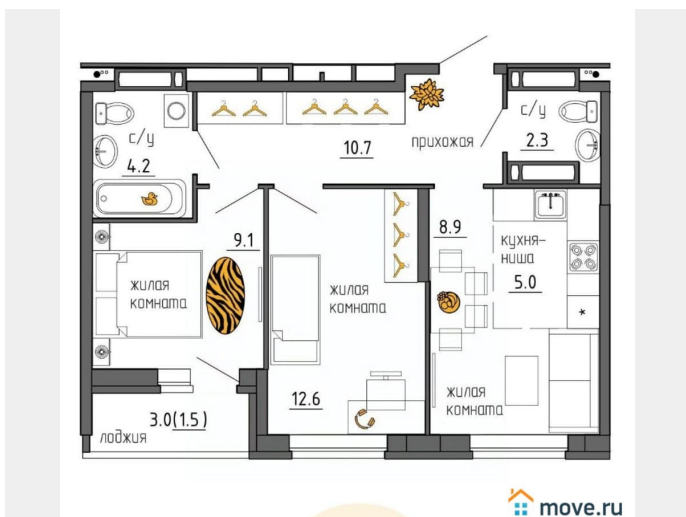 с/у
4.2
10.7
прихожая
с/у
2.3
9.1
жилая
комната
жилая
комната
12.6
8.9
кухня-
ниша
5.0
*
жилая
комната
3.0(1.5)
лоджия
move.ru